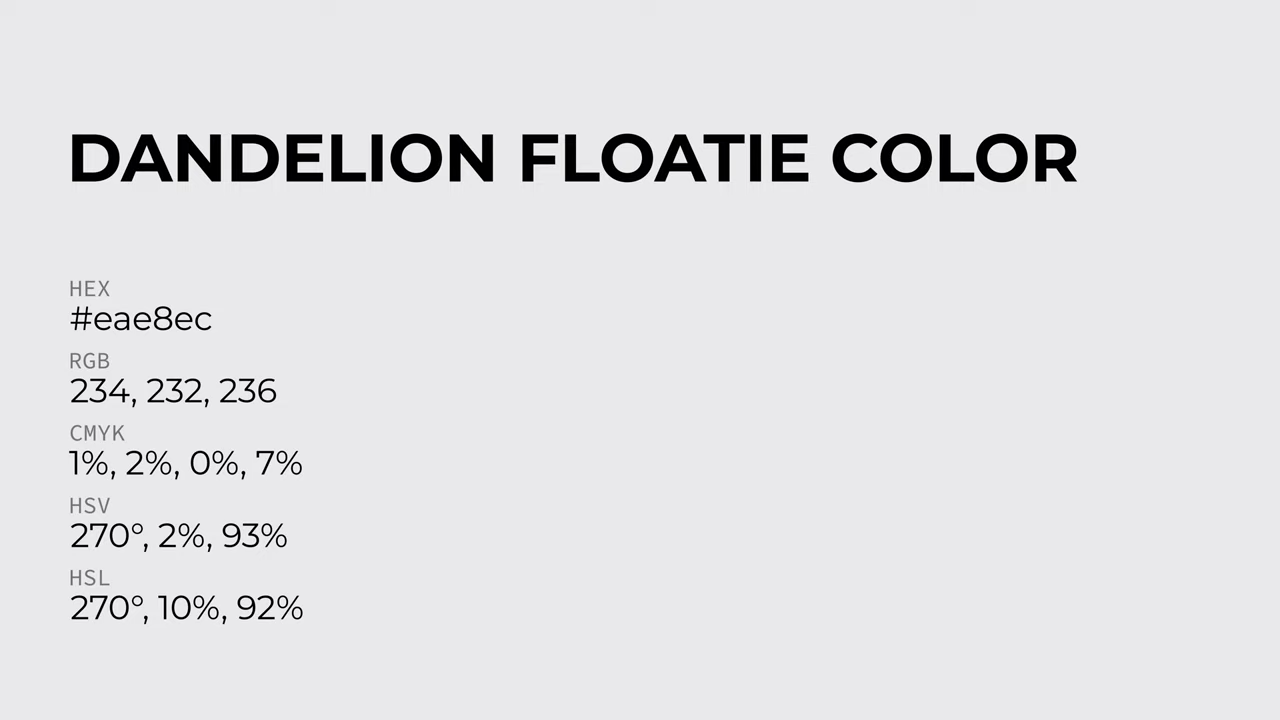 DANDELION FLOATIE COLOR
HEX
#eae8ec
RGB
234, 232, 236
CMYK
1%, 2%, 0%, 7%
HSV
270°, 2%, 93%
HSL
270°, 10%, 92%